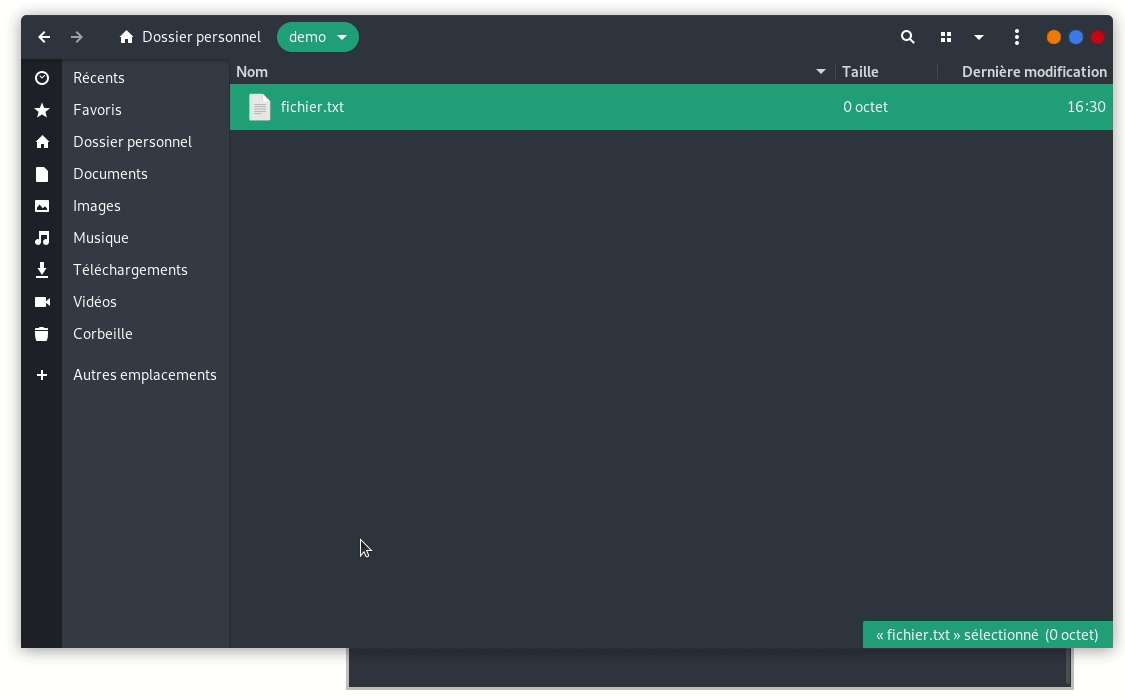 Dossier personnel demo
Nom Taille Dernière modification
fichier.txt 0 octet 16:30
Récents
Favoris
Dossier personnel
Documents
Images
Musique
Téléchargements
Vidéos
Corbeille
Autres emplacements
« fichier.txt » sélectionné (0 octet)